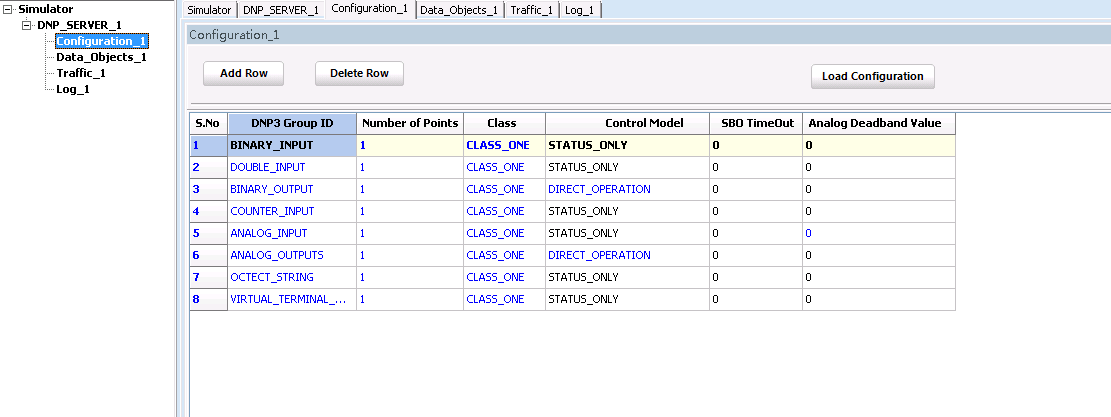 Simulator
DNP_SERVER_1
Configuration_1
Data_Objects_1
Traffic_1
Log_1
Simulator DNP_SERVER_1 Configuration_1 Data_Objects_1 Traffic_1 Log_1
Configuration_1
Add Row Delete Row Load Configuration
S.No DNP3 Group ID Number of Points Class Control Model SBO TimeOut Analog Deadband Value
1 BINARY_INPUT 1 CLASS_ONE STATUS_ONLY 0 0
2 DOUBLE_INPUT 1 CLASS_ONE STATUS_ONLY 0 0
3 BINARY_OUTPUT 1 CLASS_ONE DIRECT_OPERATION 0 0
4 COUNTER_INPUT 1 CLASS_ONE STATUS_ONLY 0 0
5 ANALOG_INPUT 1 CLASS_ONE STATUS_ONLY 0 0
6 ANALOG_OUTPUTS 1 CLASS_ONE DIRECT_OPERATION 0 0
7 OCTECT_STRING 1 CLASS_ONE STATUS_ONLY 0 0
8 VIRTUAL_TERMINAL_... 1 CLASS_ONE STATUS_ONLY 0 0